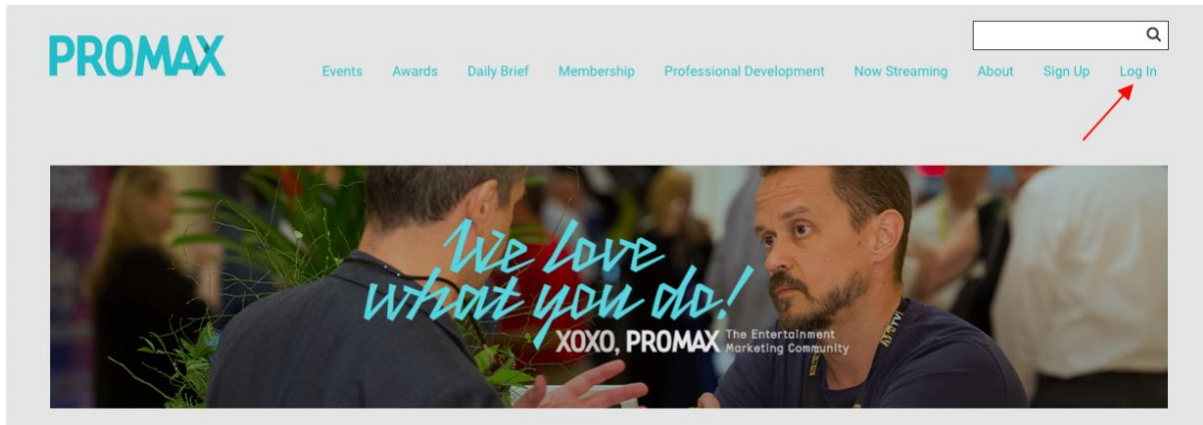 PROMAX
Events Awards Daily Brief Membership Professional Development Now Streaming About Sign Up Log In
We love
what you do!
XOXO, PROMAX The Entertainment
Marketing Community